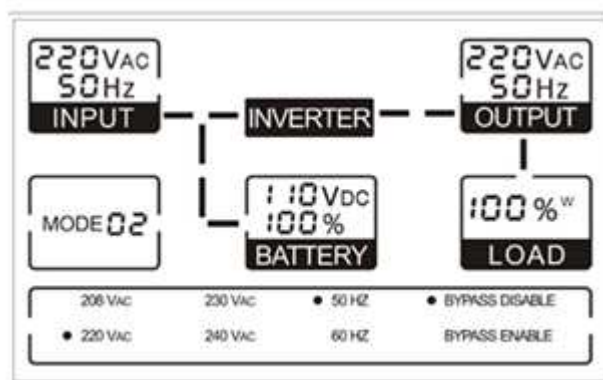 220VAC
50Hz
INPUT
INVERTER
220VAC
50Hz
OUTPUT
MODE 02
110VDC
100%
BATTERY
100%W
LOAD
208 VAC 230 VAC • 50 HZ • BYPASS DISABLE
• 220 VAC 240 VAC 60 HZ BYPASS ENABLE